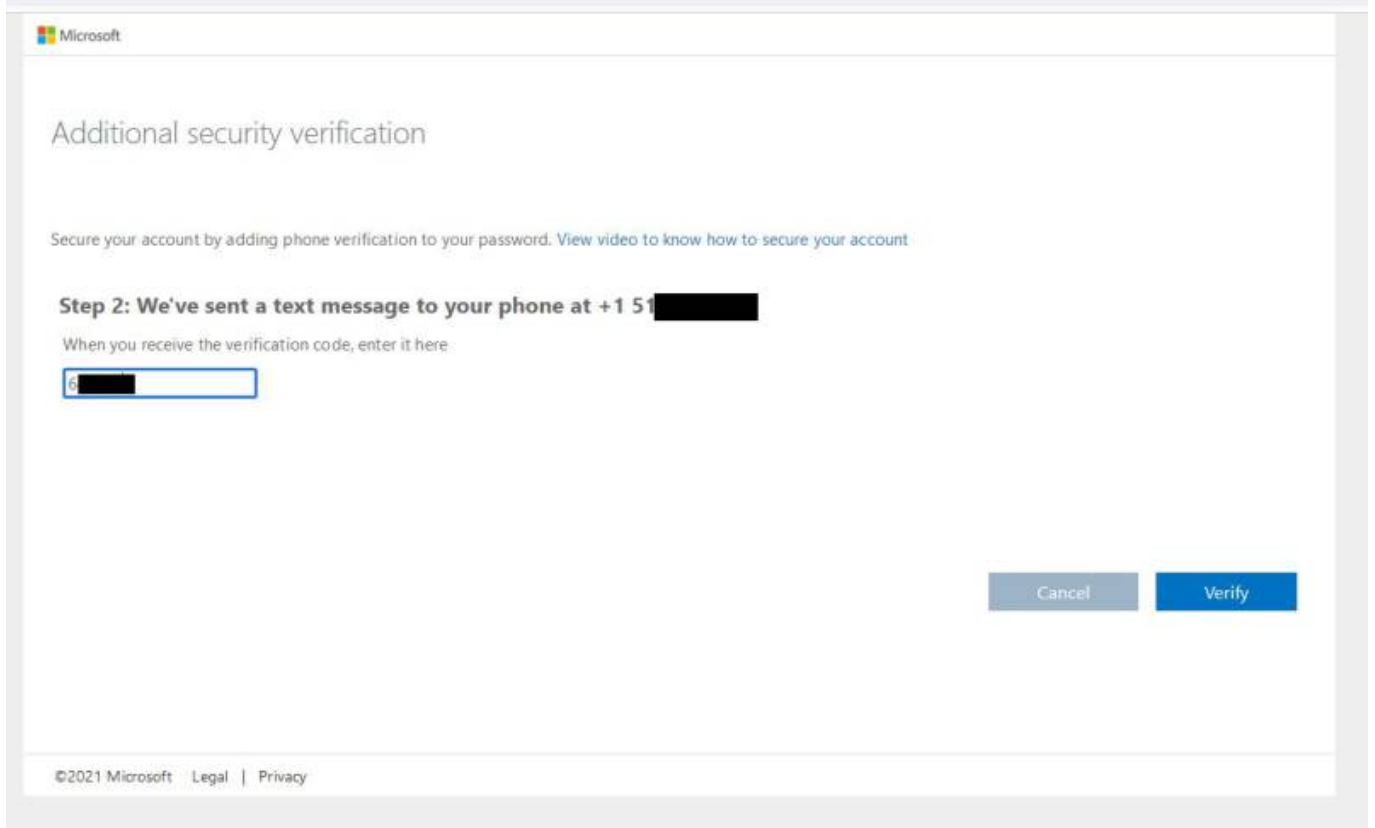 Microsoft
Additional security verification
Secure your account by adding phone verification to your password. View video to know how to secure your account
Step 2: We've sent a text message to your phone at +1 51
When you receive the verification code, enter it here
6
Cancel Verify
©2021 Microsoft Legal | Privacy